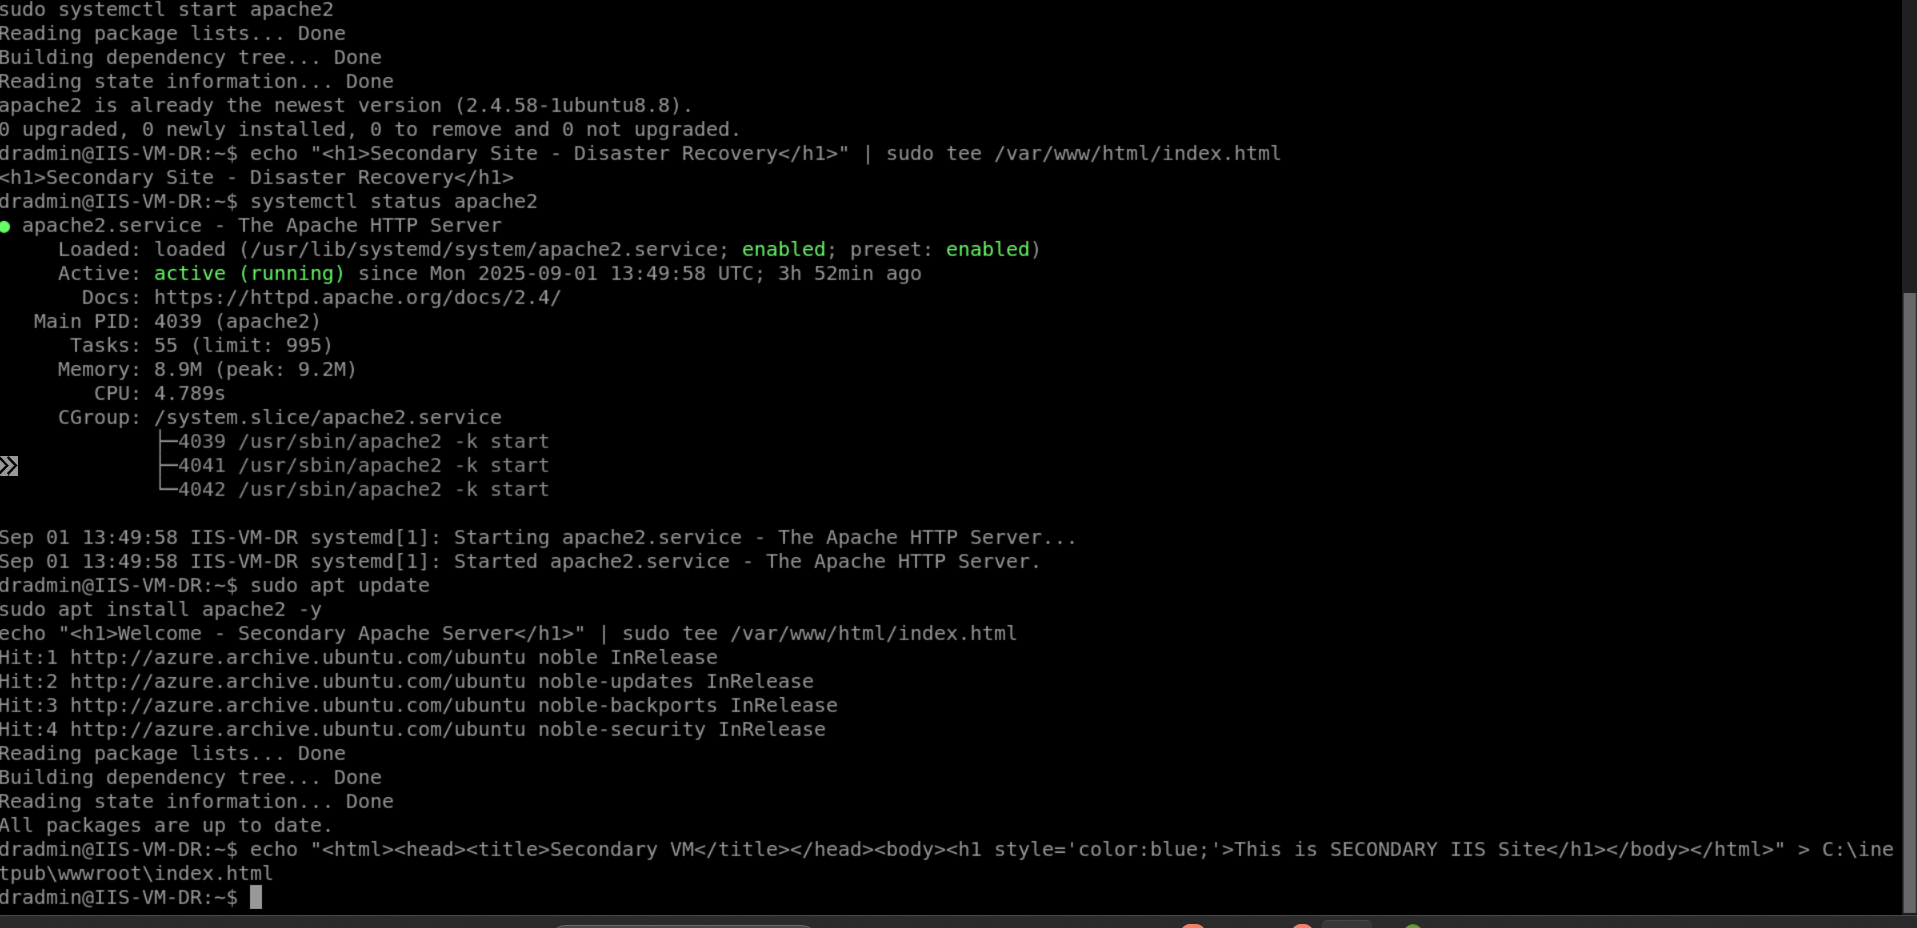 sudo systemctl start apache2
Reading package lists... Done
Building dependency tree... Done
Reading state information... Done
apache2 is already the newest version (2.4.58-1ubuntu8.8).
0 upgraded, 0 newly installed, 0 to remove and 0 not upgraded.
dradmin@IIS-VM-DR:~$ echo "<h1>Secondary Site - Disaster Recovery</h1>" | sudo tee /var/www/html/index.html
<h1>Secondary Site - Disaster Recovery</h1>
dradmin@IIS-VM-DR:~$ systemctl status apache2
● apache2.service - The Apache HTTP Server
     Loaded: loaded (/usr/lib/systemd/system/apache2.service; enabled; preset: enabled)
     Active: active (running) since Mon 2025-09-01 13:49:58 UTC; 3h 52min ago
       Docs: https://httpd.apache.org/docs/2.4/
   Main PID: 4039 (apache2)
      Tasks: 55 (limit: 995)
     Memory: 8.9M (peak: 9.2M)
        CPU: 4.789s
     CGroup: /system.slice/apache2.service
             ├─4039 /usr/sbin/apache2 -k start
             ├─4041 /usr/sbin/apache2 -k start
             └─4042 /usr/sbin/apache2 -k start
Sep 01 13:49:58 IIS-VM-DR systemd[1]: Starting apache2.service - The Apache HTTP Server...
Sep 01 13:49:58 IIS-VM-DR systemd[1]: Started apache2.service - The Apache HTTP Server.
dradmin@IIS-VM-DR:~$ sudo apt update
sudo apt install apache2 -y
echo "<h1>Welcome - Secondary Apache Server</h1>" | sudo tee /var/www/html/index.html
Hit:1 http://azure.archive.ubuntu.com/ubuntu noble InRelease
Hit:2 http://azure.archive.ubuntu.com/ubuntu noble-updates InRelease
Hit:3 http://azure.archive.ubuntu.com/ubuntu noble-backports InRelease
Hit:4 http://azure.archive.ubuntu.com/ubuntu noble-security InRelease
Reading package lists... Done
Building dependency tree... Done
Reading state information... Done
All packages are up to date.
dradmin@IIS-VM-DR:~$ echo "<html><head><title>Secondary VM</title></head><body><h1 style='color:blue;'>This is SECONDARY IIS Site</h1></body></html>" > C:\ine
tpub\wwwroot\index.html
dradmin@IIS-VM-DR:~$